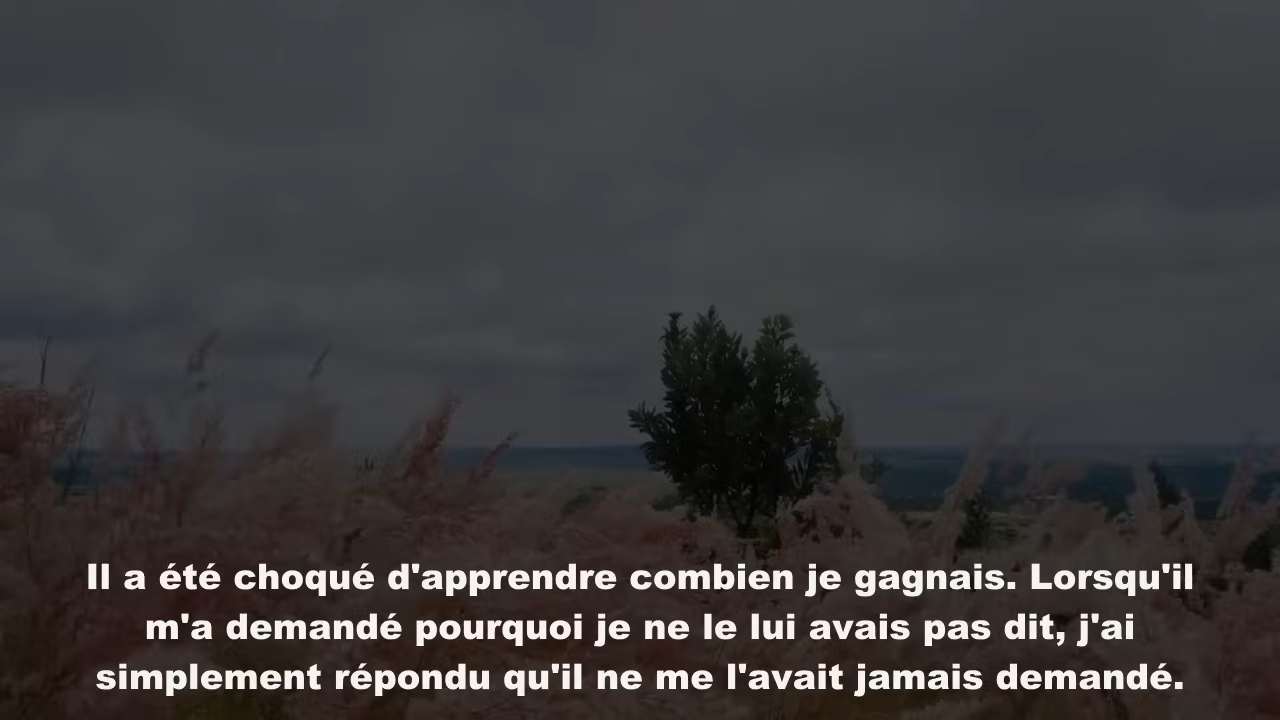 Il a été choqué d'apprendre combien je gagnais. Lorsqu'il
m'a demandé pourquoi je ne le lui avais pas dit, j'ai
simplement répondu qu'il ne me l'avait jamais demandé.